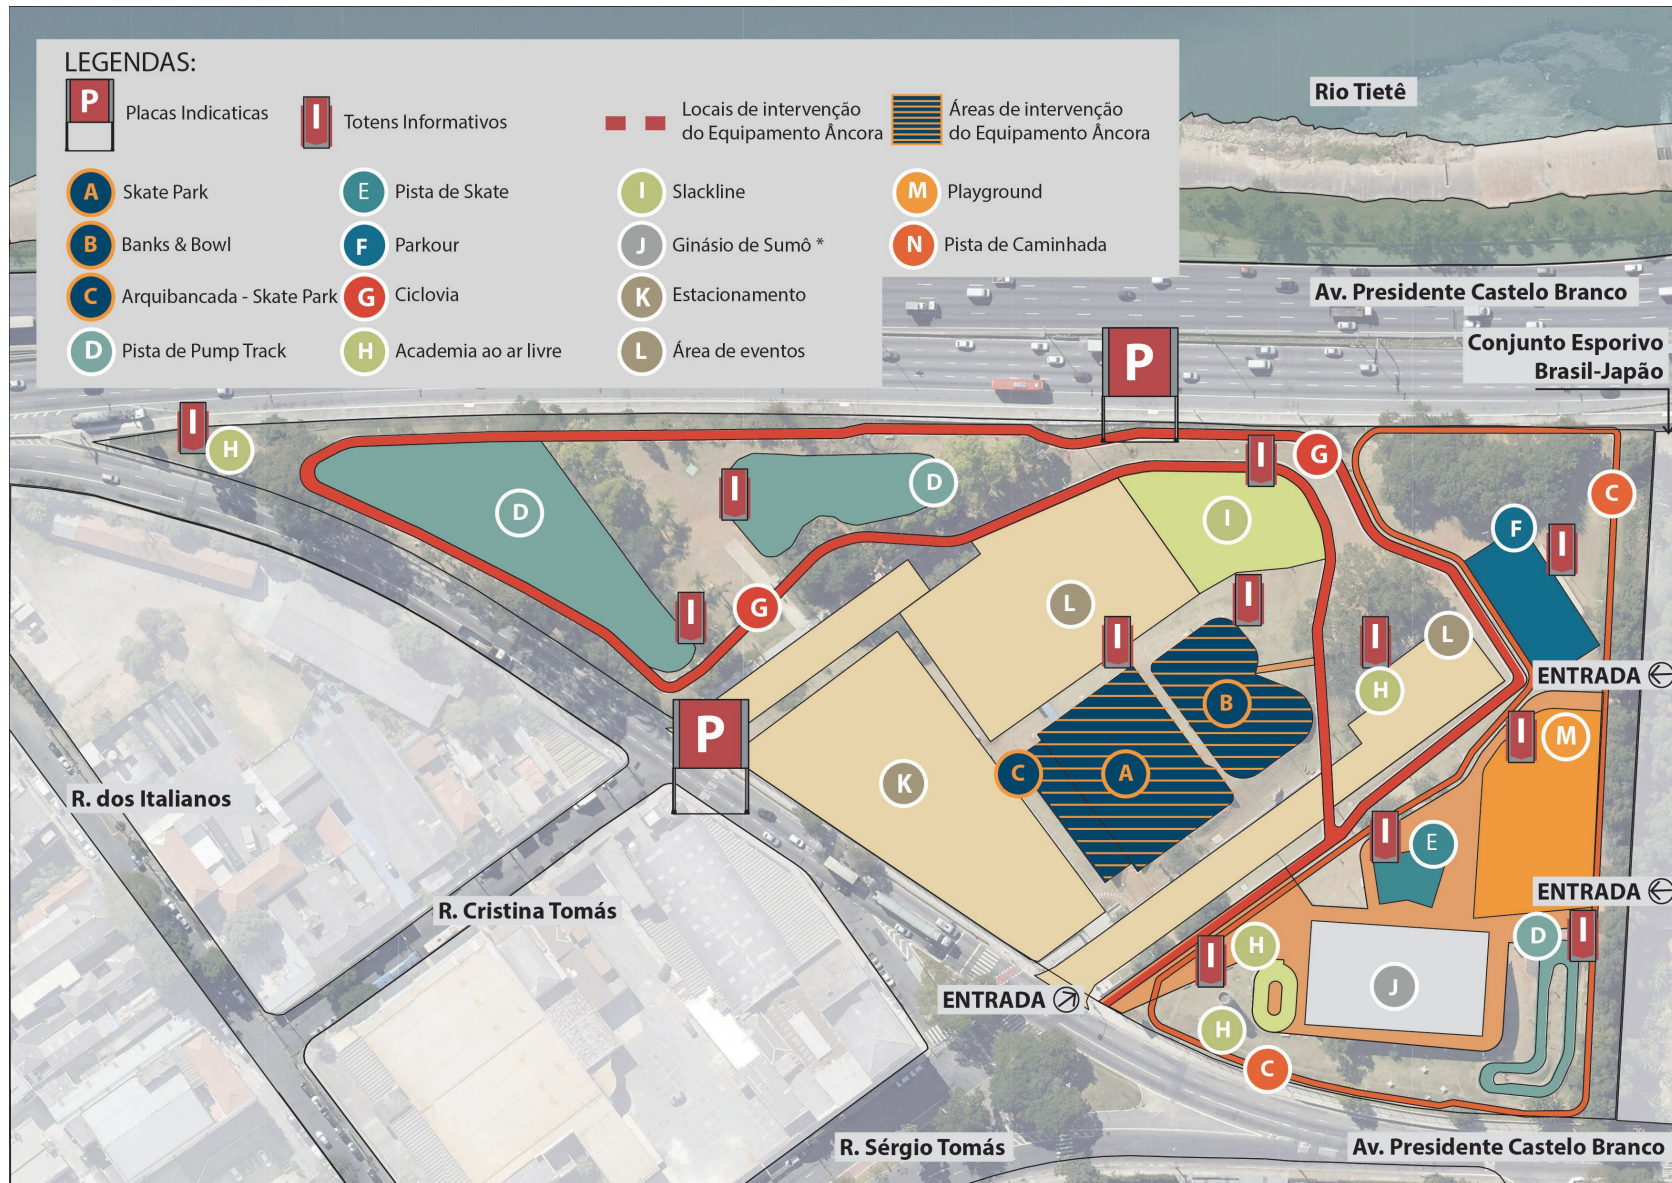 LEGENDAS:
P Placas Indicaticas
I Totens Informativos
Locais de intervenção
do Equipamento Âncora
Áreas de intervenção
do Equipamento Âncora
A Skate Park
E Pista de Skate
I Slackline
M Playground
B Banks & Bowl
F Parkour
J Ginásio de Sumô *
N Pista de Caminhada
C Arquibancada - Skate Park
G Ciclovia
K Estacionamento
D Pista de Pump Track
H Academia ao ar livre
L Área de eventos
Rio Tietê
Av. Presidente Castelo Branco
Conjunto Esporivo
Brasil-Japão
P
I
H
I
G
D
I
D
I
C
F
I
I
G
I
L
I
I
L
H
ENTRADA
B
P
I
M
C
A
K
R. dos Italianos
I
E
ENTRADA
R. Cristina Tomás
I
H
D
I
J
ENTRADA
H
C
R. Sérgio Tomás
Av. Presidente Castelo Branco